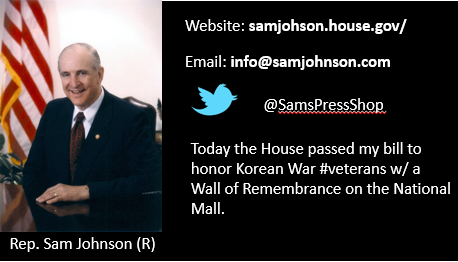 Website: samjohson.house.gov/
Email: info@samjohnson.com
@SamsPressShop
Today the House passed my bill to
honor Korean War #veterans w/ a
Wall of Remembrance on the National
Mall.
Rep. Sam Johnson (R)